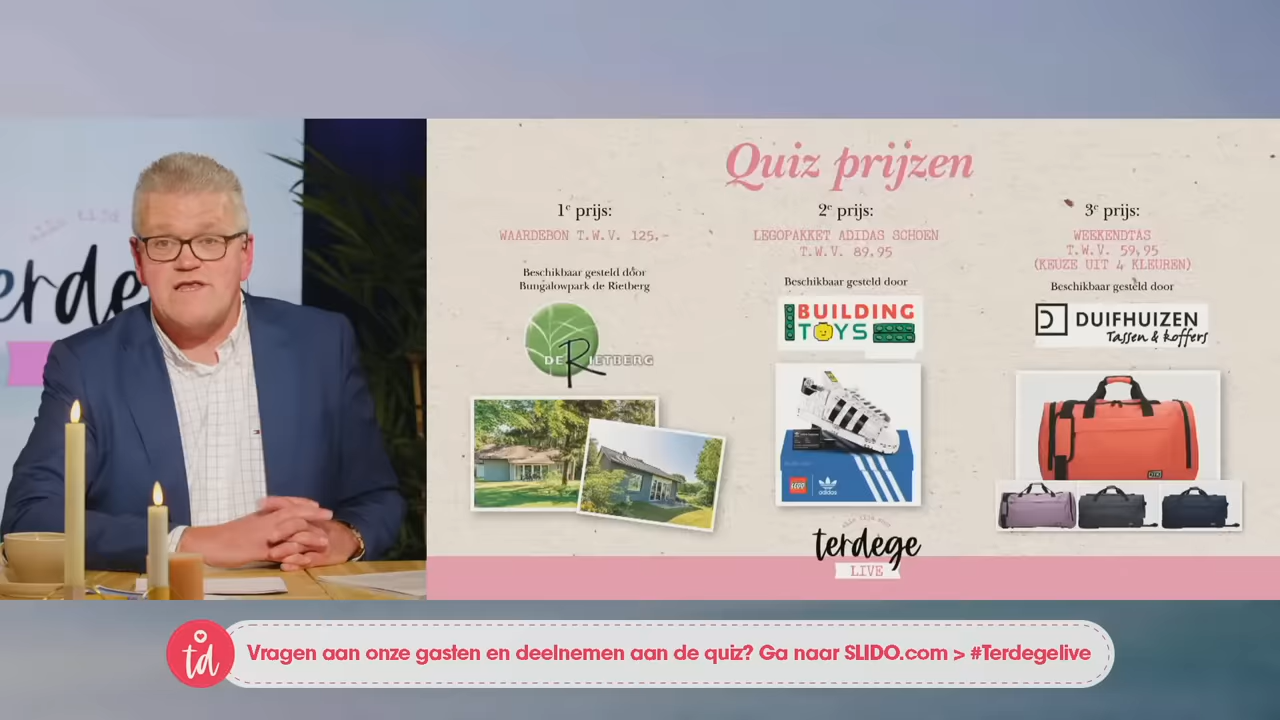 erde
Quiz prijzen
1e prijs:
WAARDEBON T.W.V. 125,-
Beschikbaar gesteld door
Bungalowpark de Rietberg
DE RIETBERG
2e prijs:
LEGOPAKKET ADIDAS SCHOEN
T.W.V. 89.95
Beschikbaar gesteld door
BUILDING
TOYS
LEGO
adidas
3e prijs:
WEEKENDTAS
T.W.V. 59,95
(KEUZE UIT 4 KLEUREN)
Beschikbaar gesteld door
DUIFHUIZEN
Tassen & koffers
terdege
LIVE
td
Vragen aan onze gasten en deelnemen aan de quiz? Ga naar SLIDO.com > #Terdegelive